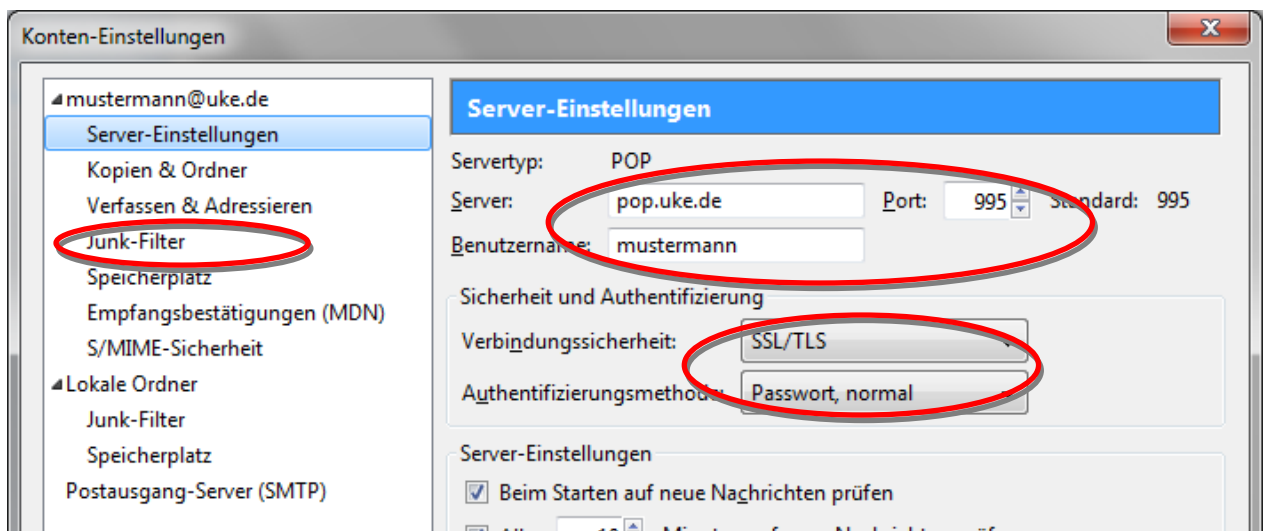 Konten-Einstellungen
mustermann@uke.de
Server-Einstellungen
Kopien & Ordner
Verfassen & Adressieren
Junk-Filter
Speicherplatz
Empfangsbestätigungen (MDN)
S/MIME-Sicherheit
Lokale Ordner
Junk-Filter
Speicherplatz
Postausgang-Server (SMTP)
Server-Einstellungen
Servertyp: POP
Server: pop.uke.de Port: 995 Standard: 995
Benutzername: mustermann
Sicherheit und Authentifizierung
Verbindungssicherheit: SSL/TLS
Authentifizierungsmethode: Passwort, normal
Server-Einstellungen
Beim Starten auf neue Nachrichten prüfen